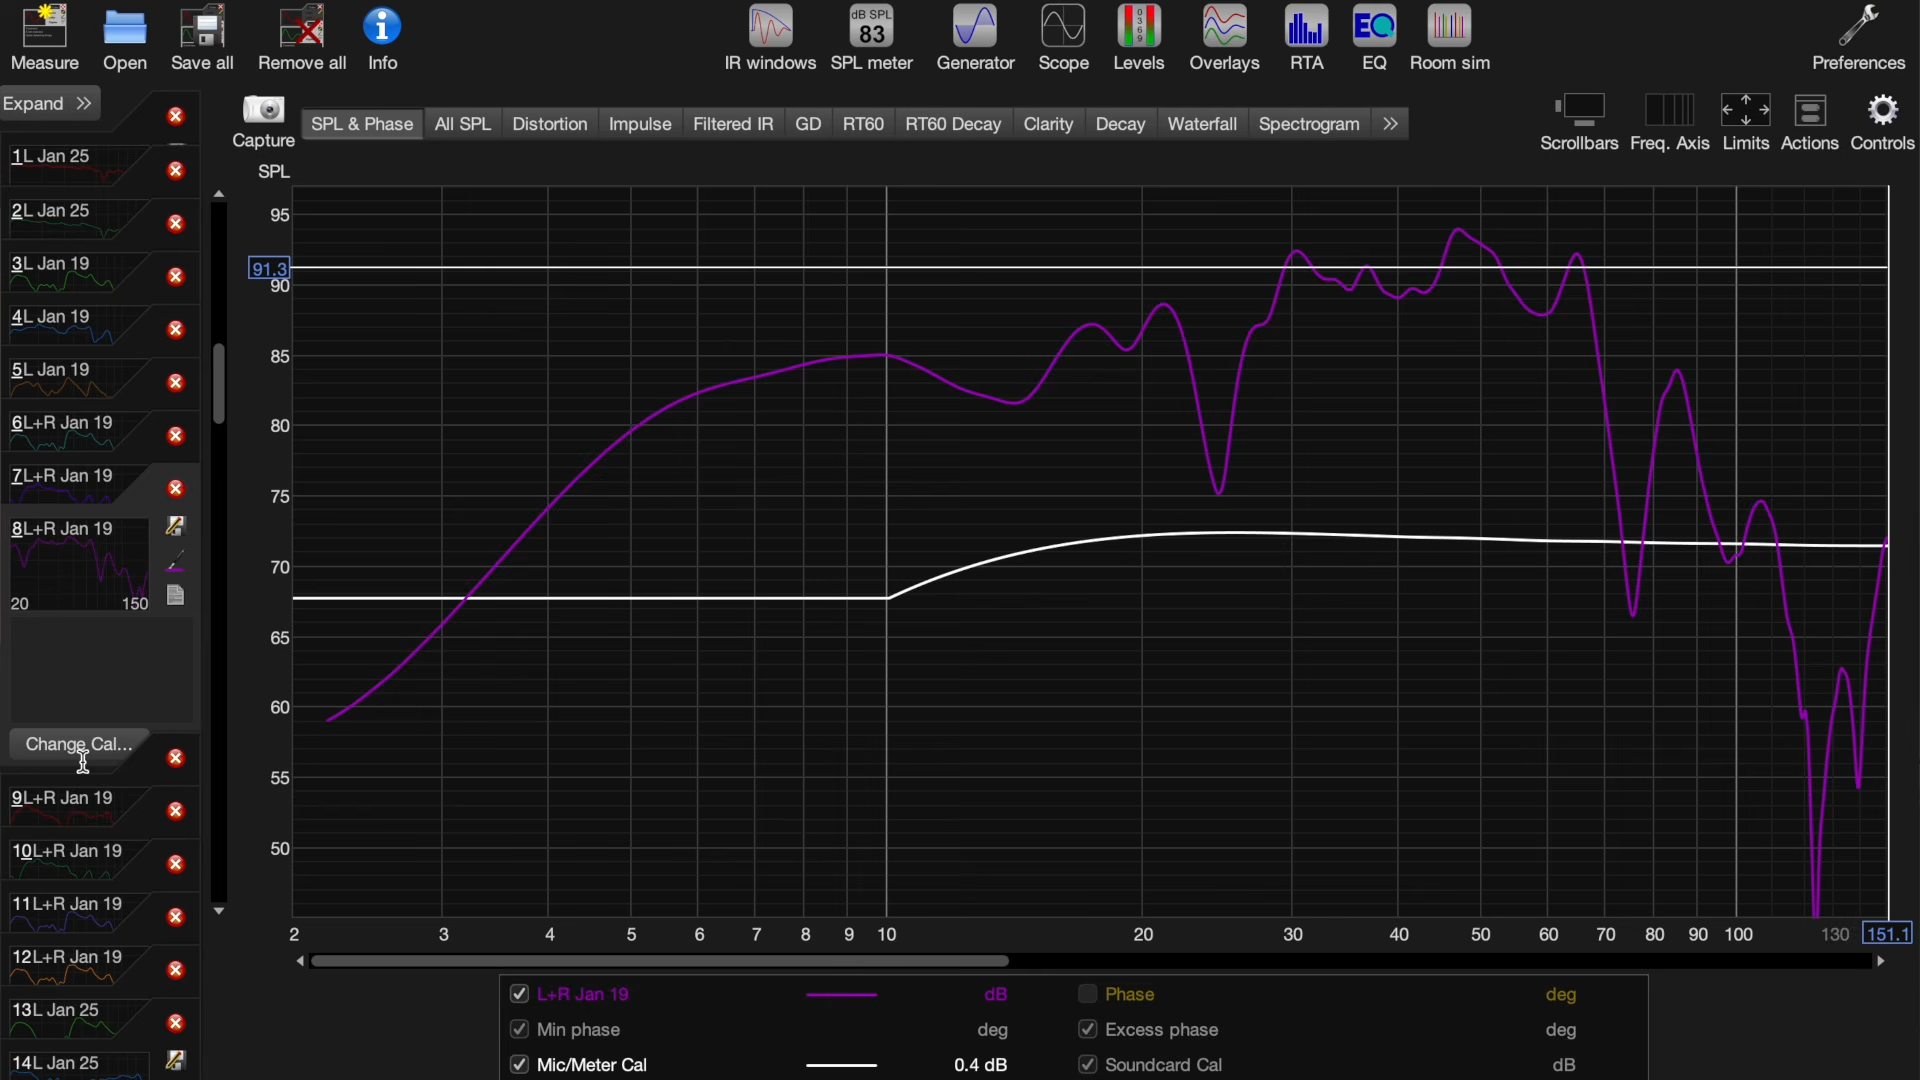 Measure Open Save all Remove all Info IR windows SPL meter Generator Scope Levels Overlays RTA EQ Room sim Preferences
dB SPL
83
0 3 6 9
EQ
Expand
Capture SPL & Phase All SPL Distortion Impulse Filtered IR GD RT60 RT60 Decay Clarity Decay Waterfall Spectrogram
Scrollbars Freq. Axis Limits Actions Controls
SPL
1L Jan 25
2L Jan 25
3L Jan 19
4L Jan 19
5L Jan 19
6L+R Jan 19
7L+R Jan 19
8L+R Jan 19
20 150
Change Cal...
9L+R Jan 19
10L+R Jan 19
11L+R Jan 19
12L+R Jan 19
13L Jan 25
14L Jan 25
95
91.3
90
85
80
75
70
65
60
55
50
2 3 4 5 6 7 8 9 10 20 30 40 50 60 70 80 90 100 130 151.1
L+R Jan 19 dB Phase deg
Min phase deg Excess phase deg
Mic/Meter Cal 0.4 dB Soundcard Cal dB